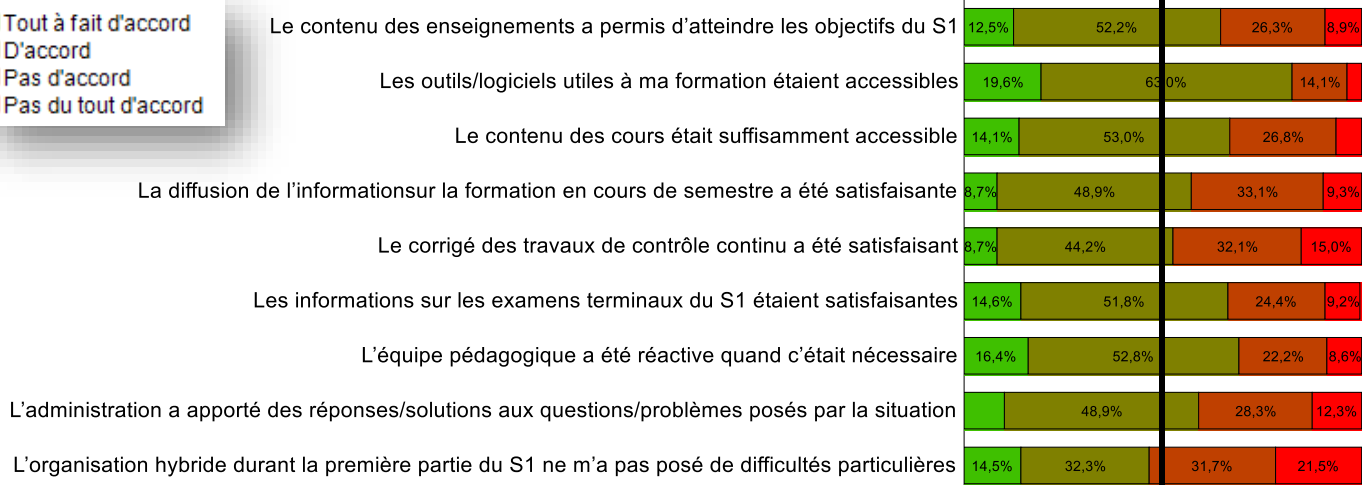 Tout à fait d'accord
D'accord
Pas d'accord
Pas du tout d'accord
Le contenu des enseignements a permis d’atteindre les objectifs du S1 12,5% 52,2% 26,3% 8,9%
Les outils/logiciels utiles à ma formation étaient accessibles 19,6% 63,0% 14,1%
Le contenu des cours était suffisamment accessible 14,1% 53,0% 26,8%
La diffusion de l’informationsur la formation en cours de semestre a été satisfaisante 8,7% 48,9% 33,1% 9,3%
Le corrigé des travaux de contrôle continu a été satisfaisant 8,7% 44,2% 32,1% 15,0%
Les informations sur les examens terminaux du S1 étaient satisfaisantes 14,6% 51,8% 24,4% 9,2%
L’équipe pédagogique a été réactive quand c’était nécessaire 16,4% 52,8% 22,2% 8,6%
L’administration a apporté des réponses/solutions aux questions/problèmes posés par la situation 48,9% 28,3% 12,3%
L’organisation hybride durant la première partie du S1 ne m’a pas posé de difficultés particulières 14,5% 32,3% 31,7% 21,5%